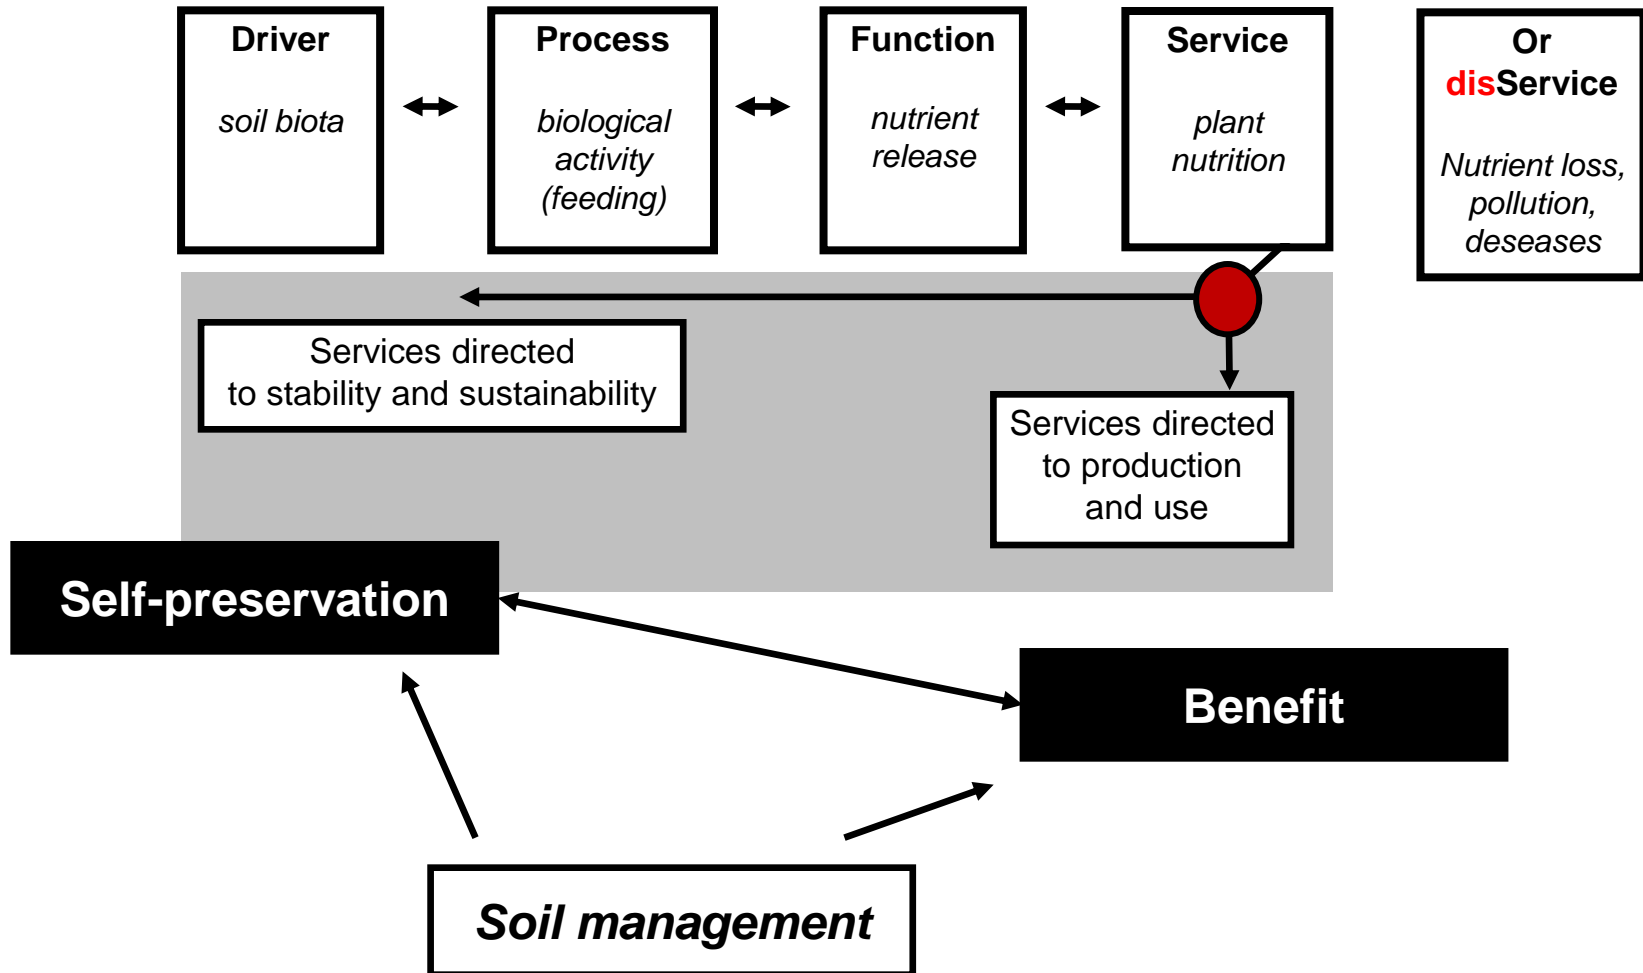 Driver
soil biota
Process
biological
activity
(feeding)
Function
nutrient
release
Service
plant
nutrition
Or
disService
Nutrient loss,
pollution,
deseases
Services directed
to stability and sustainability
Services directed
to production
and use
Self-preservation
Benefit
Soil management